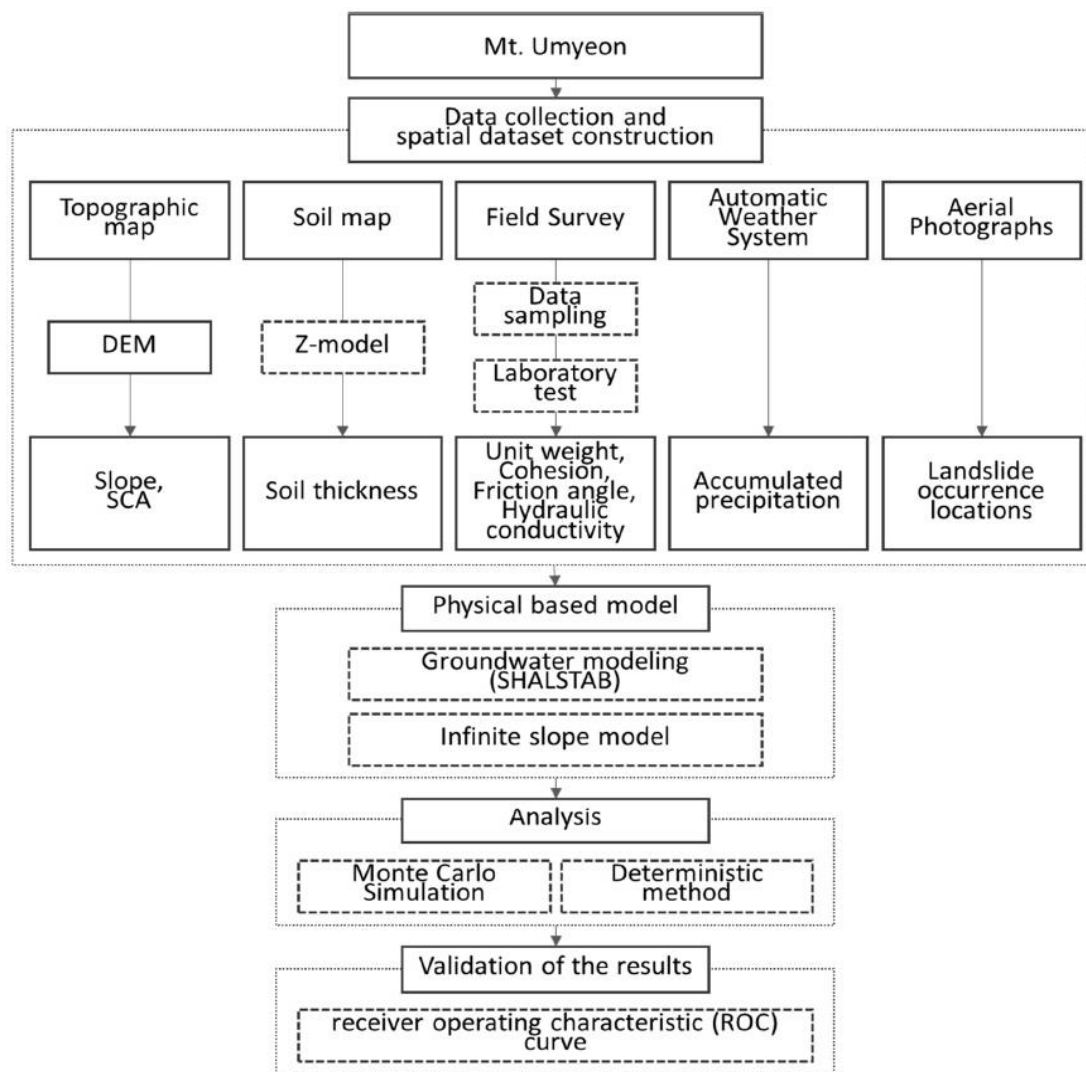 Mt. Umyeon
Data collection and
spatial dataset construction
Topographic
map
Soil map
Field Survey
Automatic
Weather
System
Aerial
Photographs
DEM
Z-model
Data
sampling
Laboratory
test
Slope,
SCA
Soil thickness
Unit weight,
Cohesion,
Friction angle,
Hydraulic
conductivity
Accumulated
precipitation
Landslide
occurrence
locations
Physical based model
Groundwater modeling
(SHALSTAB)
Infinite slope model
Analysis
Monte Carlo
Simulation
Deterministic
method
Validation of the results
receiver operating characteristic (ROC)
curve